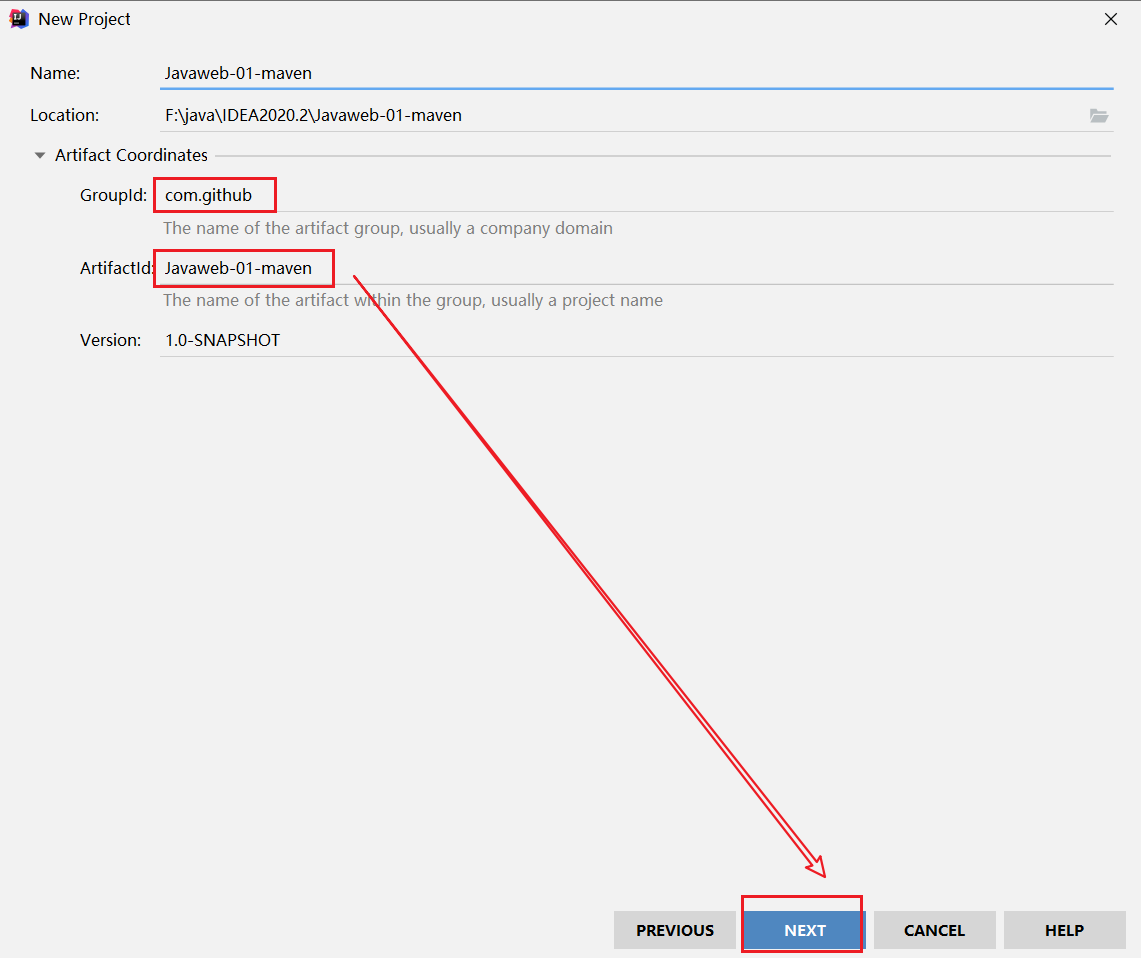 New Project
Name: Javaweb-01-maven
Location: F:\java\IDEA2020.2\Javaweb-01-maven
Artifact Coordinates
GroupId: com.github
The name of the artifact group, usually a company domain
ArtifactId: Javaweb-01-maven
The name of the artifact within the group, usually a project name
Version: 1.0-SNAPSHOT
PREVIOUS NEXT CANCEL HELP